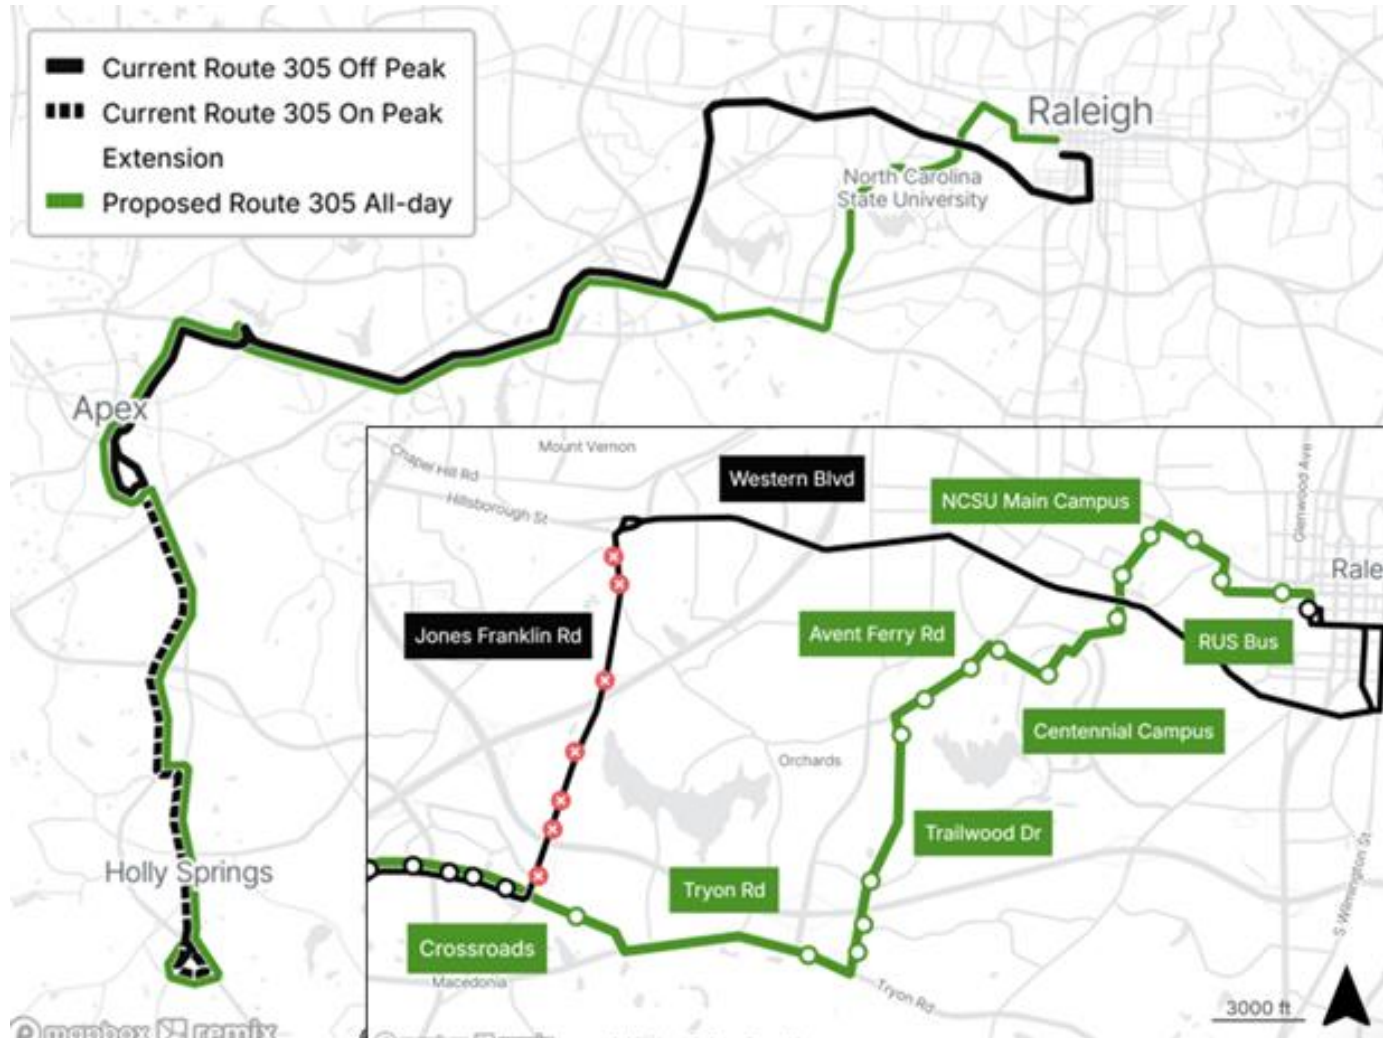 Current Route 305 Off Peak
Current Route 305 On Peak
Extension
Proposed Route 305 All-day
Raleigh
North Carolina
State University
Apex
Holly Springs
Mount Vernon
Chapel Hill Rd
Hillsborough St
Western Blvd
NCSU Main Campus
Glenwood Ave
Rale
Jones Franklin Rd
Avent Ferry Rd
RUS Bus
Centennial Campus
Orchards
Trailwood Dr
Tryon Rd
S Wilmington St
Crossroads
Macedonia
Tryon Rd
3000 ft
mapbox remix